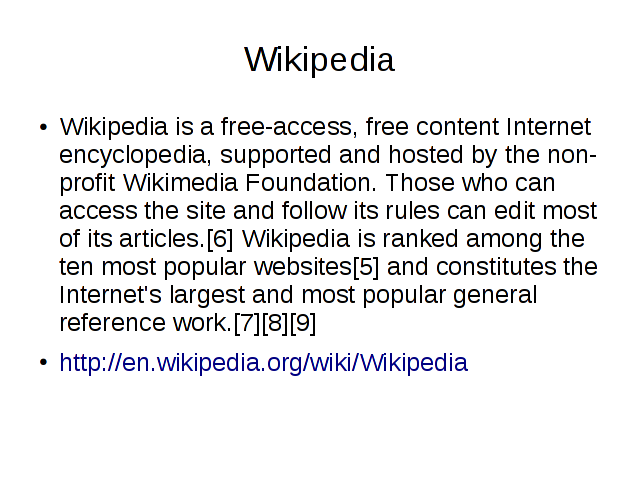 Wikipedia
• Wikipedia is a free-access, free content Internet
encyclopedia, supported and hosted by the non-
profit Wikimedia Foundation. Those who can
access the site and follow its rules can edit most
of its articles.[6] Wikipedia is ranked among the
ten most popular websites[5] and constitutes the
Internet's largest and most popular general
reference work.[7][8][9]
• http://en.wikipedia.org/wiki/Wikipedia